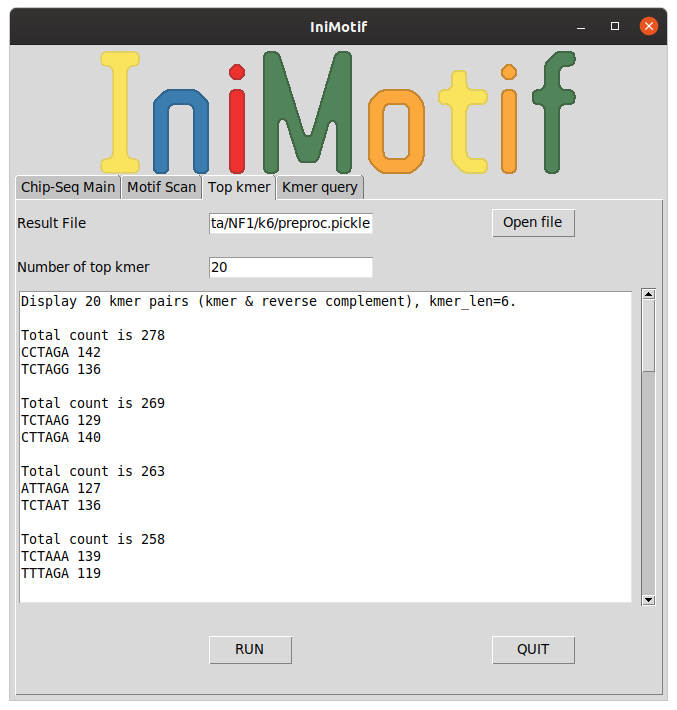 IniMotif
IniMotif
Chip-Seq Main Motif Scan Top kmer Kmer query
Result File ta/NF1/k6/preproc.pickle Open file
Number of top kmer 20
Display 20 kmer pairs (kmer & reverse complement), kmer_len=6.
Total count is 278
CCTAGA 142
TCTAGG 136
Total count is 269
TCTAAG 129
CTTAGA 140
Total count is 263
ATTAGA 127
TCTAAT 136
Total count is 258
TCTAAA 139
TTTAGA 119
RUN QUIT